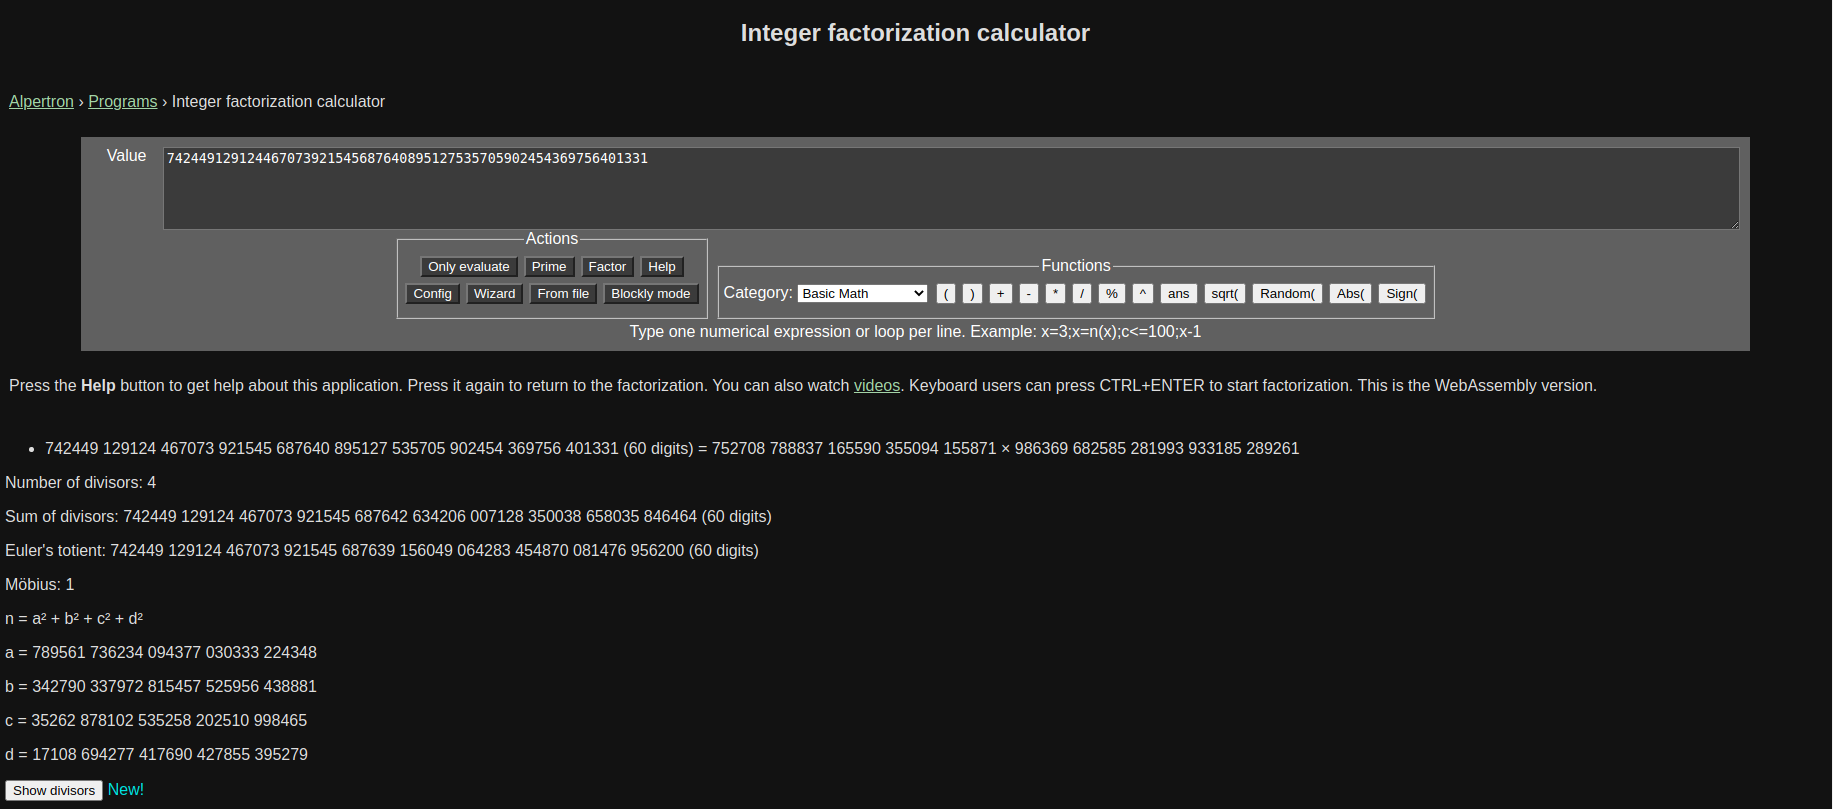 Integer factorization calculator
Alpertron › Programs › Integer factorization calculator
Value
742449129124467073921545687640895127535705902454369756401331
Actions
Only evaluate Prime Factor Help
Config Wizard From file Blockly mode
Functions
Category: Basic Math ( ) + - * / % ^ ans sqrt( Random( Abs( Sign(
Type one numerical expression or loop per line. Example: x=3;x=n(x);c<=100;x-1
Press the Help button to get help about this application. Press it again to return to the factorization. You can also watch videos. Keyboard users can press CTRL+ENTER to start factorization. This is the WebAssembly version.
• 742449 129124 467073 921545 687640 895127 535705 902454 369756 401331 (60 digits) = 752708 788837 165590 355094 155871 × 986369 682585 281993 933185 289261
Number of divisors: 4
Sum of divisors: 742449 129124 467073 921545 687642 634206 007128 350038 658035 846464 (60 digits)
Euler's totient: 742449 129124 467073 921545 687639 156049 064283 454870 081476 956200 (60 digits)
Möbius: 1
n = a² + b² + c² + d²
a = 789561 736234 094377 030333 224348
b = 342790 337972 815457 525956 438881
c = 35262 878102 535258 202510 998465
d = 17108 694277 417690 427855 395279
Show divisors New!